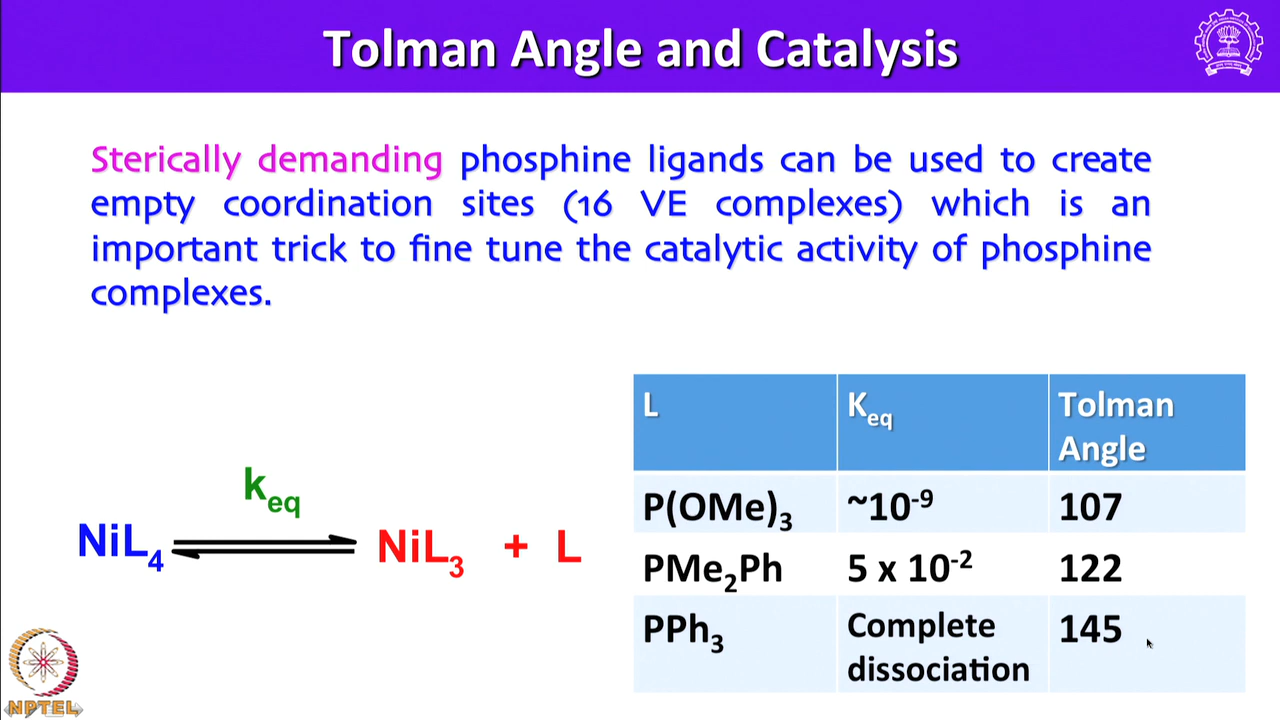 Tolman Angle and Catalysis
Sterically demanding phosphine ligands can be used to create
empty coordination sites (16 VE complexes) which is an
important trick to fine tune the catalytic activity of phosphine
complexes.
k_eq
NiL₄ ⇌ NiL₃ + L
L K_eq Tolman
Angle
P(OMe)₃ ~10⁻⁹ 107
PMe₂Ph 5 x 10⁻² 122
PPh₃ Complete 145
dissociation
NPTEL